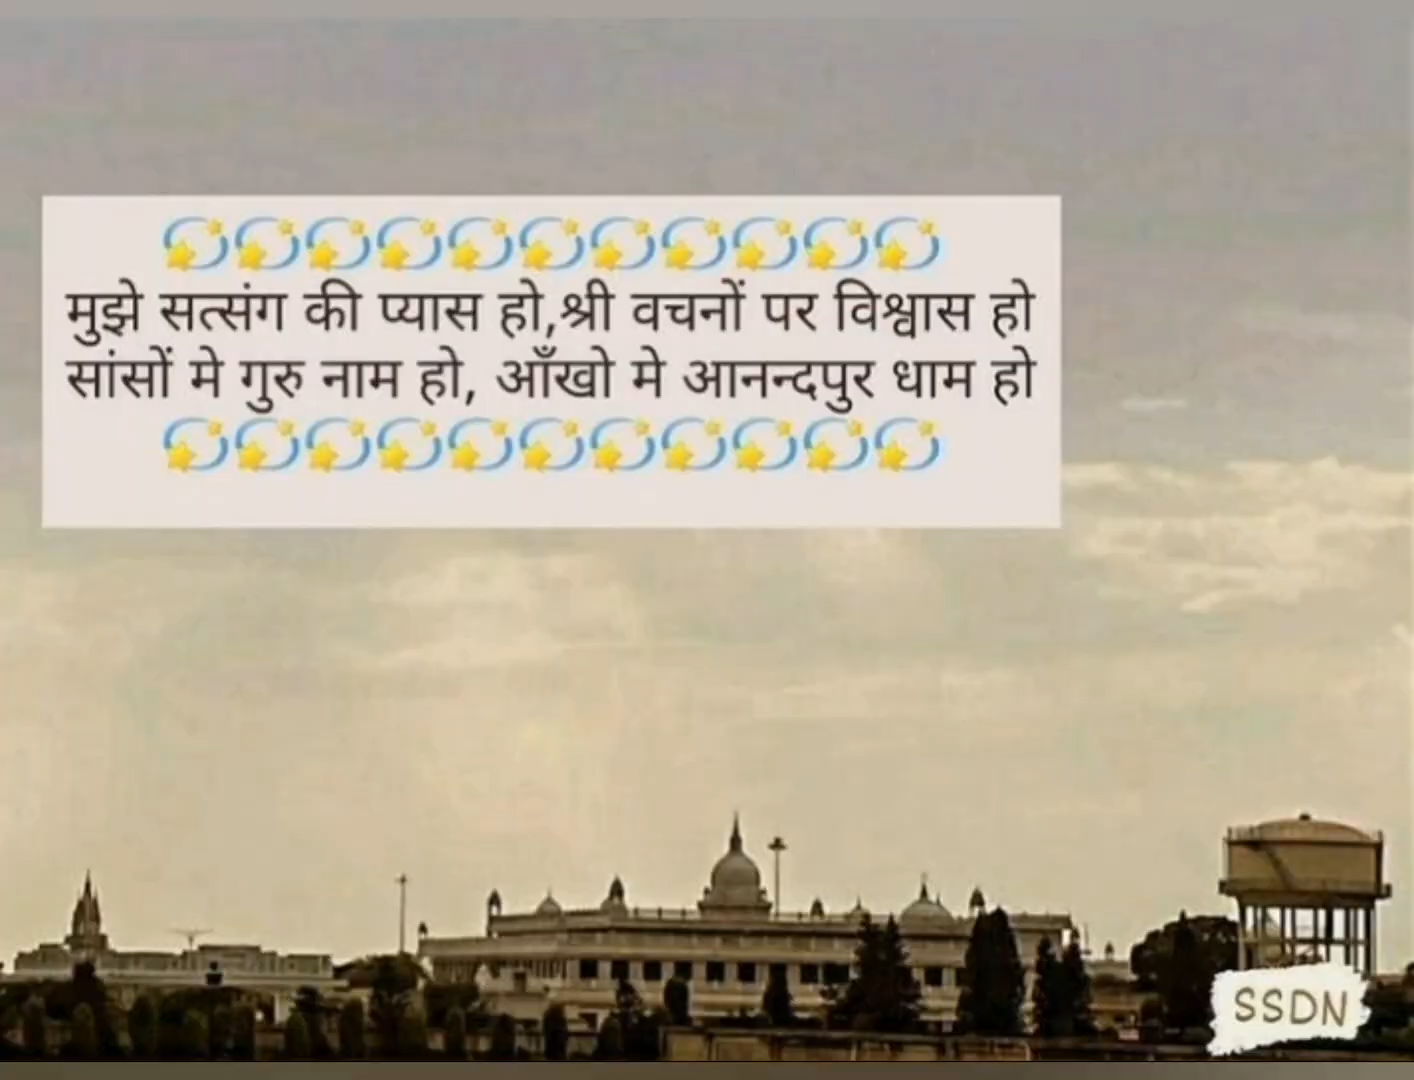 💫💫💫💫💫💫💫💫💫💫💫
मुझे सत्संग की प्यास हो,श्री वचनों पर विश्वास हो
सांसों मे गुरु नाम हो, आँखो मे आनन्दपुर धाम हो
💫💫💫💫💫💫💫💫💫💫💫
SSDN